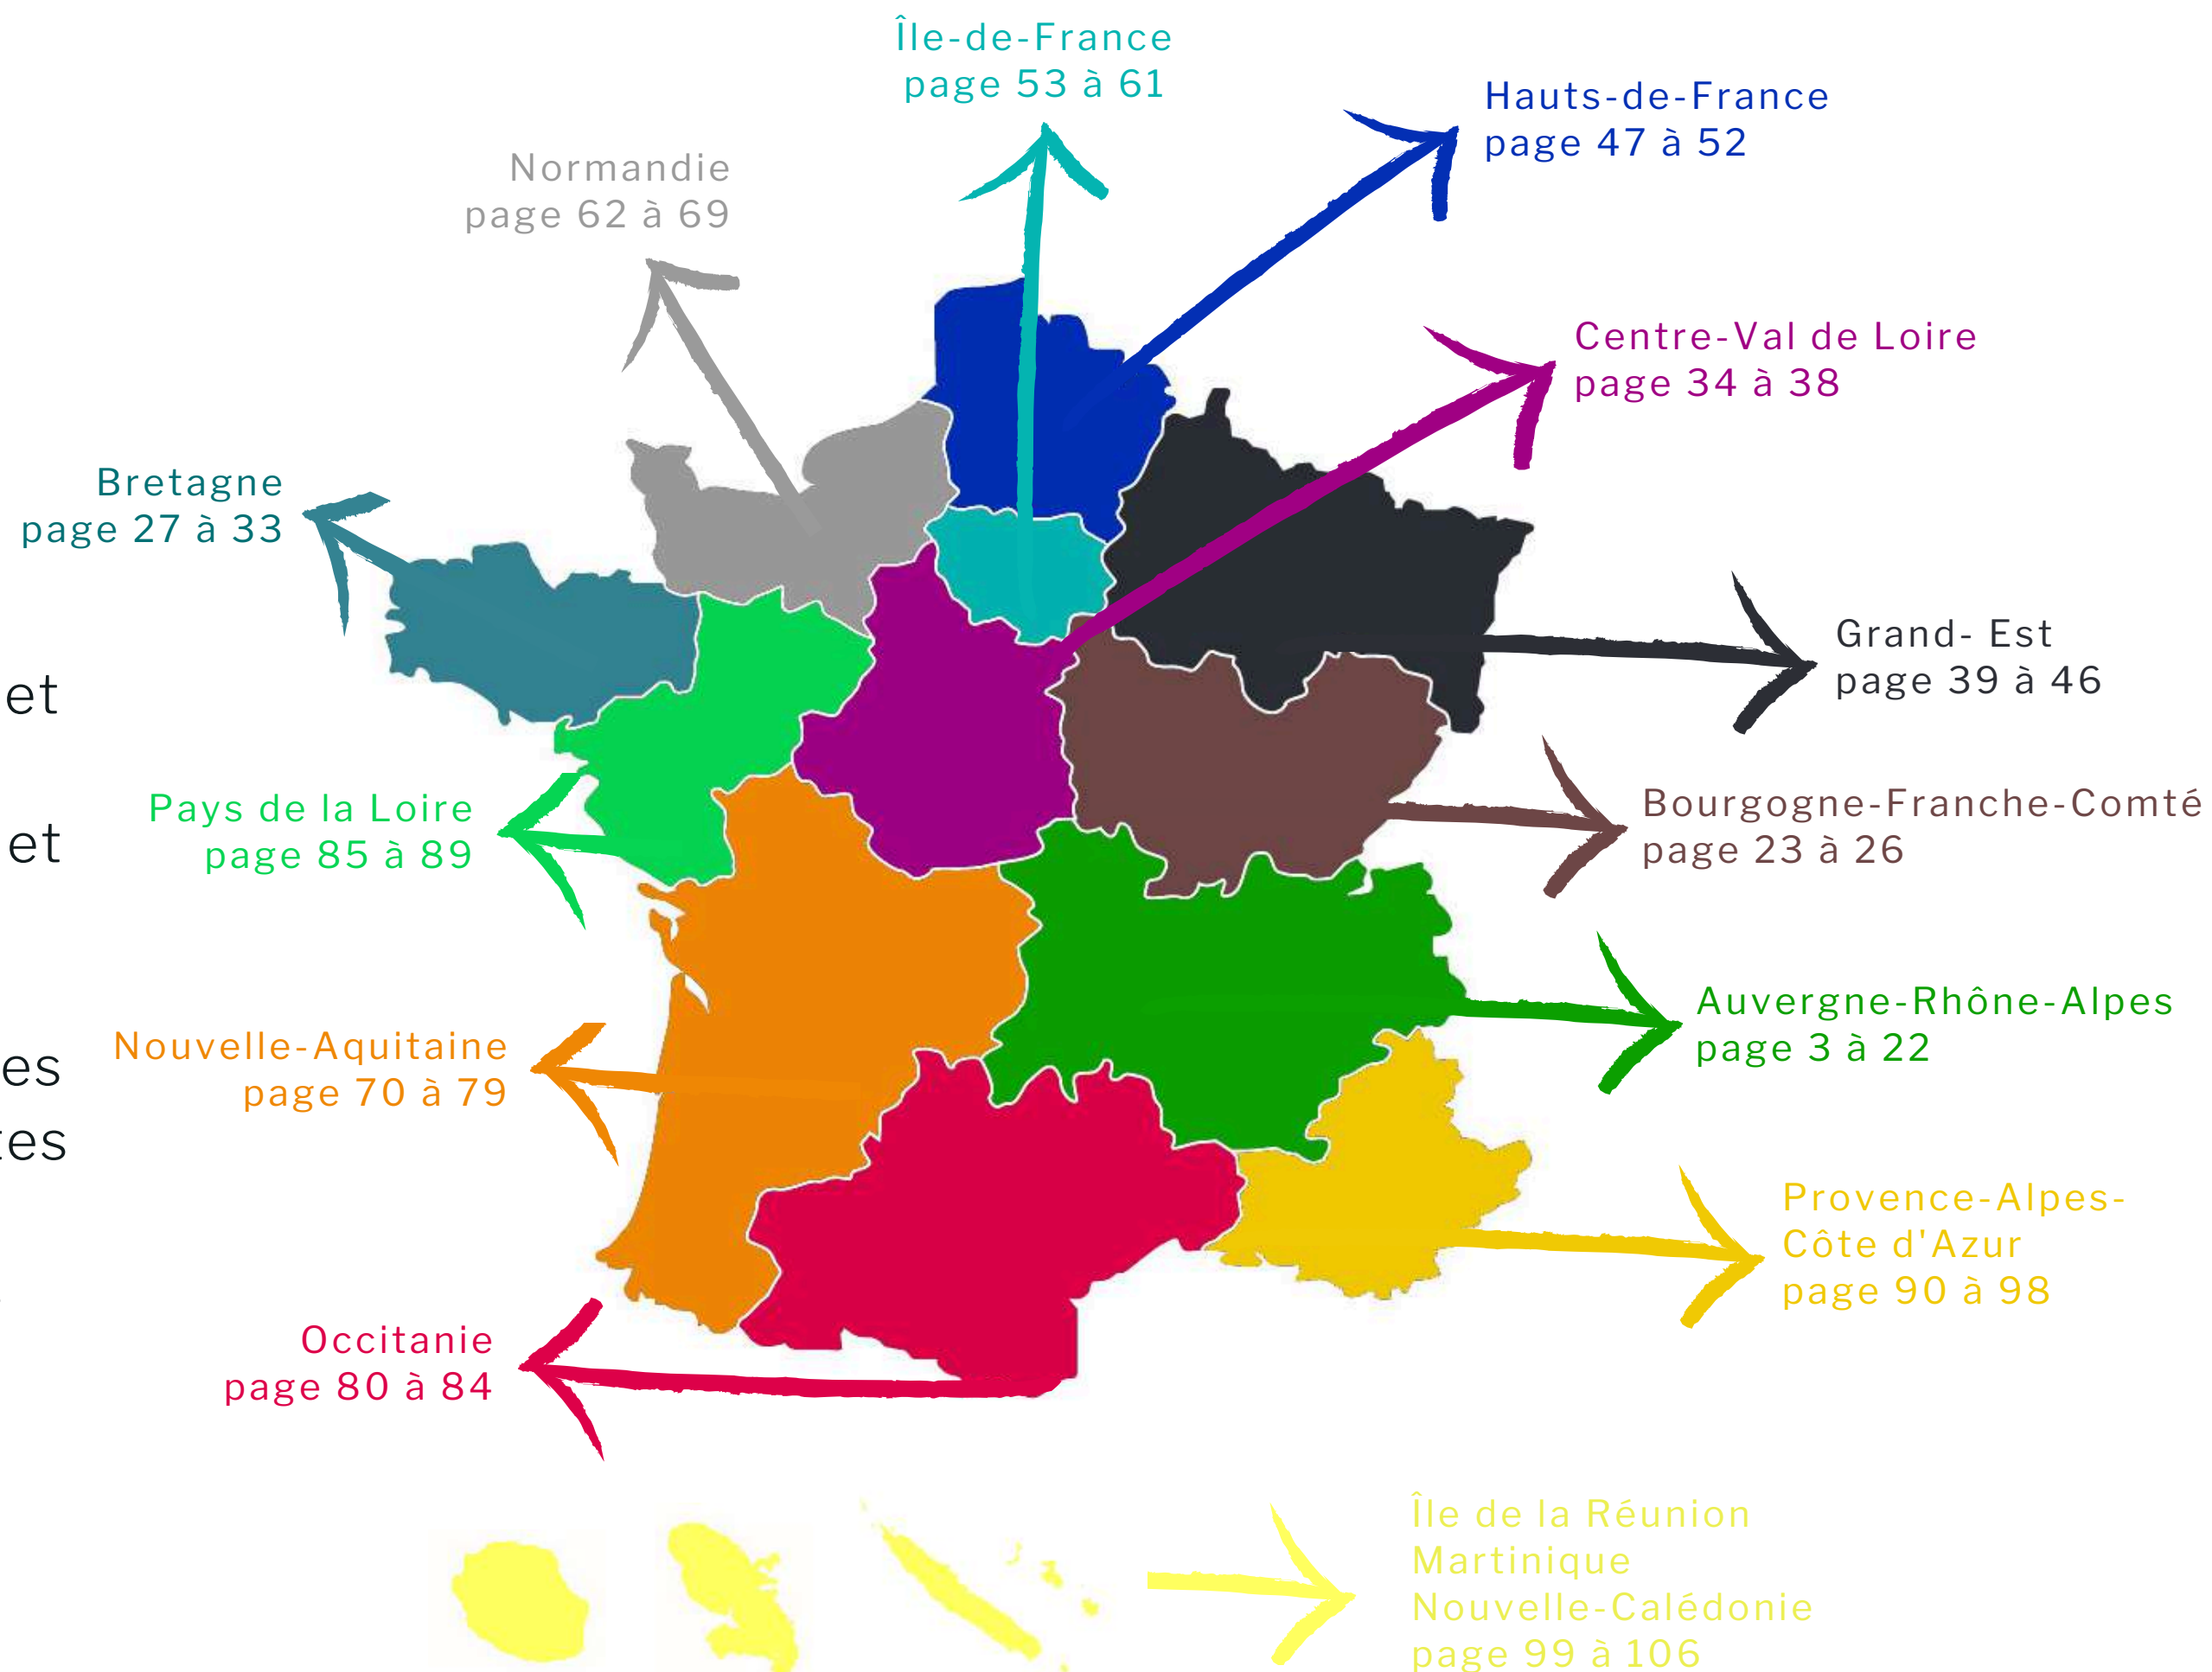 Île-de-France
page 53 à 61
Hauts-de-France
page 47 à 52
Normandie
page 62 à 69
Centre-Val de Loire
page 34 à 38
Bretagne
page 27 à 33
Grand- Est
page 39 à 46
et
Pays de la Loire
page 85 à 89
Bourgogne-Franche-Comté
page 23 à 26
et
Auvergne-Rhône-Alpes
page 3 à 22
Nouvelle-Aquitaine
page 70 à 79
es
tes
Provence-Alpes-
Côte d'Azur
page 90 à 98
Occitanie
page 80 à 84
Île de la Réunion
Martinique
Nouvelle-Calédonie
page 99 à 106